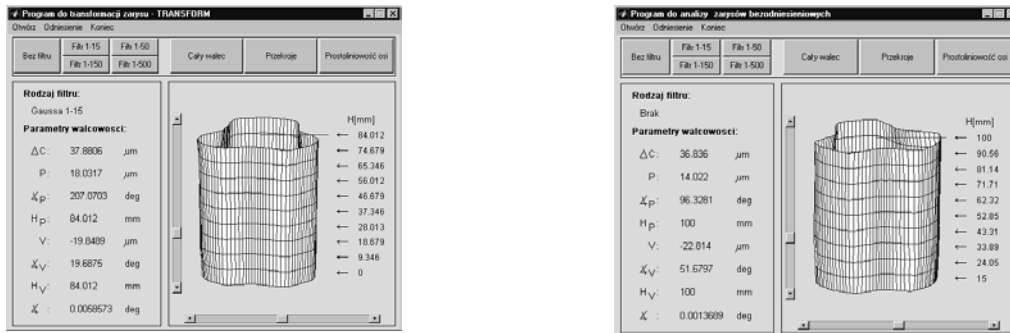 Program do transformacji zarysu - TRANSFORM
Otwórz Odniesienie Koniec
Bez filtru
Filtr 1-15
Filtr 1-50
Filtr 1-150
Filtr 1-500
Cały walec
Przekroje
Prostoliniowość osi
Rodzaj filtru:
Gaussa 1-15
Parametry walcowosci:
ΔC: 37.8806 µm
P: 18.0317 µm
∡P: 207.0703 deg
HP: 84.012 mm
V: -19.8489 µm
∡V: 19.6875 deg
HV: 84.012 mm
∡ : 0.0058573 deg
H[mm]
← 84.012
← 74.679
← 65.346
← 56.012
← 46.679
← 37.346
← 28.013
← 18.679
← 9.346
← 0
Program do analizy zarysów bezodniesieniowych
Otwórz Odniesienie Koniec
Bez filtru
Filtr 1-15
Filtr 1-50
Filtr 1-150
Filtr 1-500
Cały walec
Przekroje
Prostoliniowość osi
Rodzaj filtru:
Brak
Parametry walcowosci:
ΔC: 36.836 µm
P: 14.022 µm
∡P: 96.3281 deg
HP: 100 mm
V: -22.814 µm
∡V: 51.6797 deg
HV: 100 mm
∡ : 0.0013689 deg
H[mm]
← 100
← 90.56
← 81.14
← 71.71
← 62.32
← 52.85
← 43.31
← 33.89
← 24.05
← 15